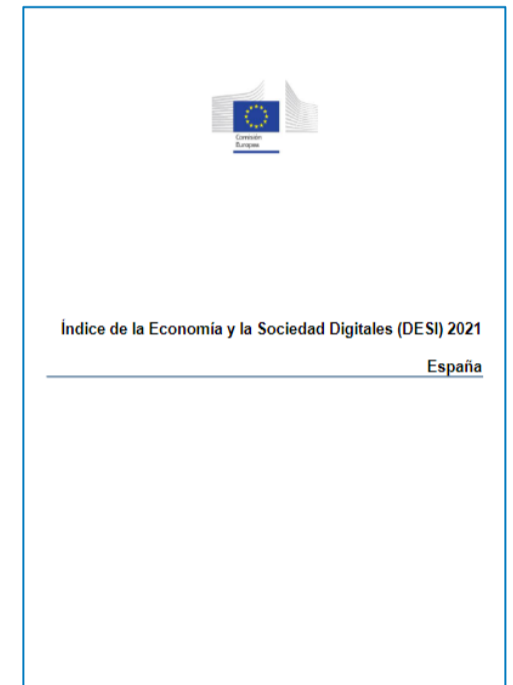 Comisión
Europea
Índice de la Economía y la Sociedad Digitales (DESI) 2021
España